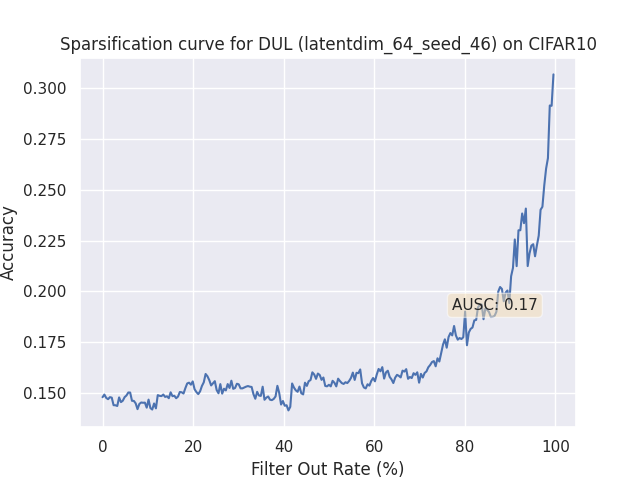 Sparsification curve for DUL (latentdim_64_seed_46) on CIFAR10
0.300
0.275
0.250
0.225
0.200
0.175
0.150
Accuracy
AUSC: 0.17
0 20 40 60 80 100
Filter Out Rate (%)